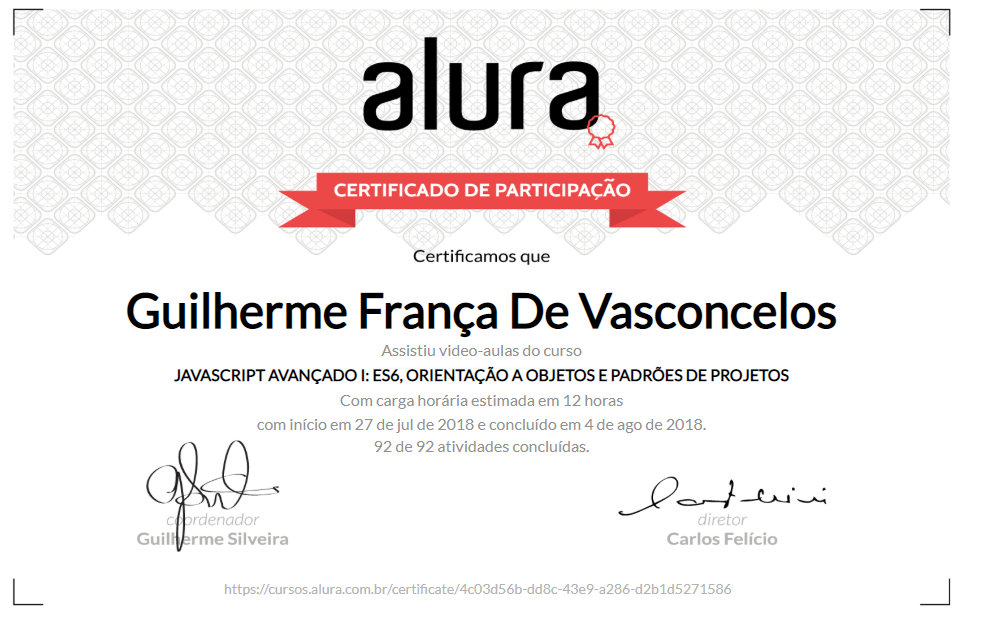 alura
CERTIFICADO DE PARTICIPAÇÃO
Certificamos que
Guilherme França De Vasconcelos
Assistiu video-aulas do curso
JAVASCRIPT AVANÇADO I: ES6, ORIENTAÇÃO A OBJETOS E PADRÕES DE PROJETOS
Com carga horária estimada em 12 horas
com início em 27 de jul de 2018 e concluído em 4 de ago de 2018.
92 de 92 atividades concluídas.
coordenador
Guilherme Silveira
diretor
Carlos Felício
https://cursos.alura.com.br/certificate/4c03d56b-dd8c-43e9-a286-d2b1d5271586